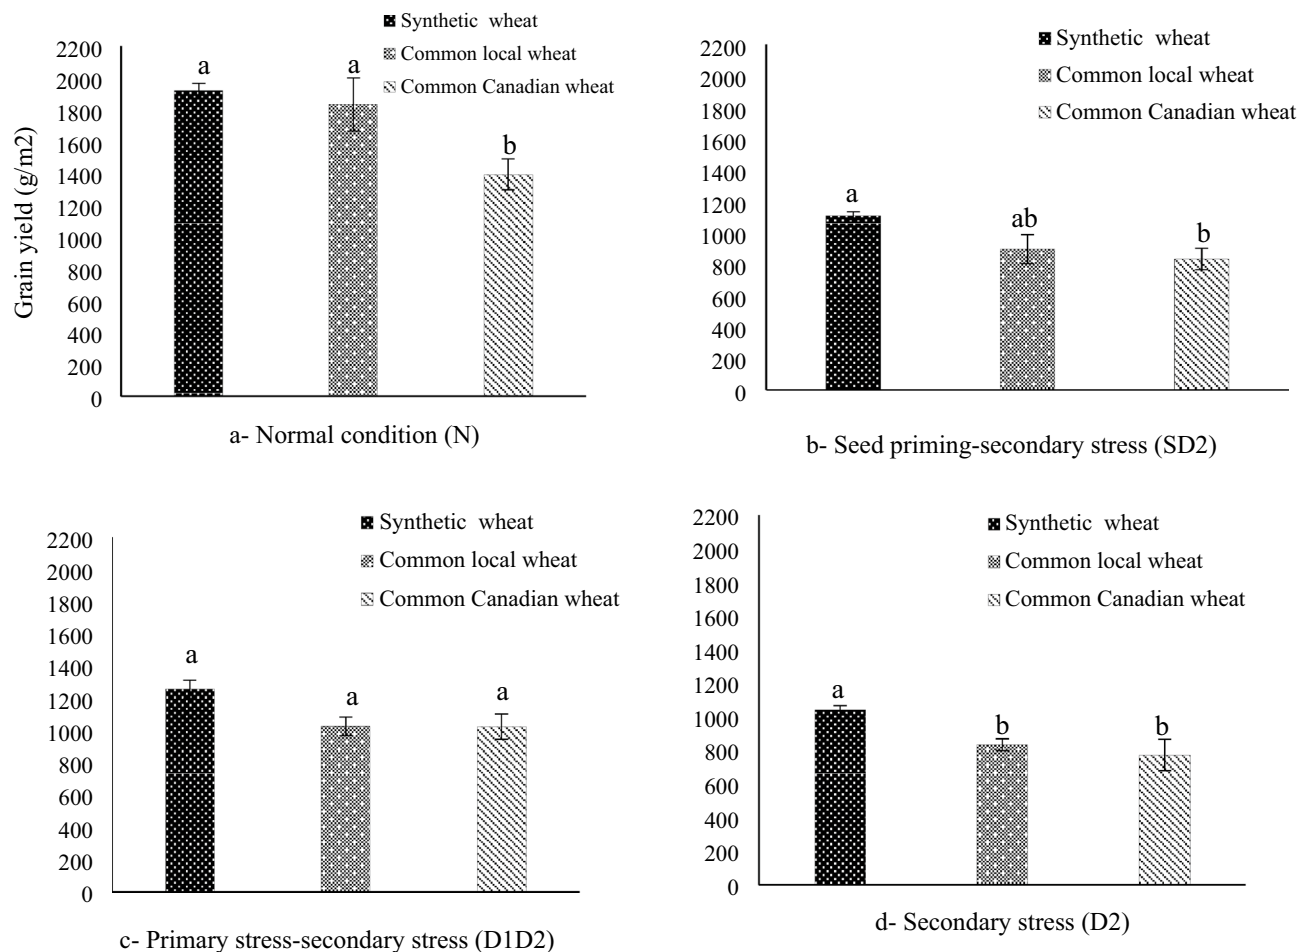 Synthetic wheat
Common local wheat
Common Canadian wheat
2200
2000
1800
1600
1400
1200
1000
800
600
400
200
0
Grain yield (g/m2)
a
a
b
a- Normal condition (N)
Synthetic wheat
Common local wheat
Common Canadian wheat
2200
2000
1800
1600
1400
1200
1000
800
600
400
200
0
a
ab
b
b- Seed priming-secondary stress (SD2)
Synthetic wheat
Common local wheat
Common Canadian wheat
2200
2000
1800
1600
1400
1200
1000
800
600
400
200
0
a
a
a
c- Primary stress-secondary stress (D1D2)
Synthetic wheat
Common local wheat
Common Canadian wheat
2200
2000
1800
1600
1400
1200
1000
800
600
400
200
0
a
b
b
d- Secondary stress (D2)